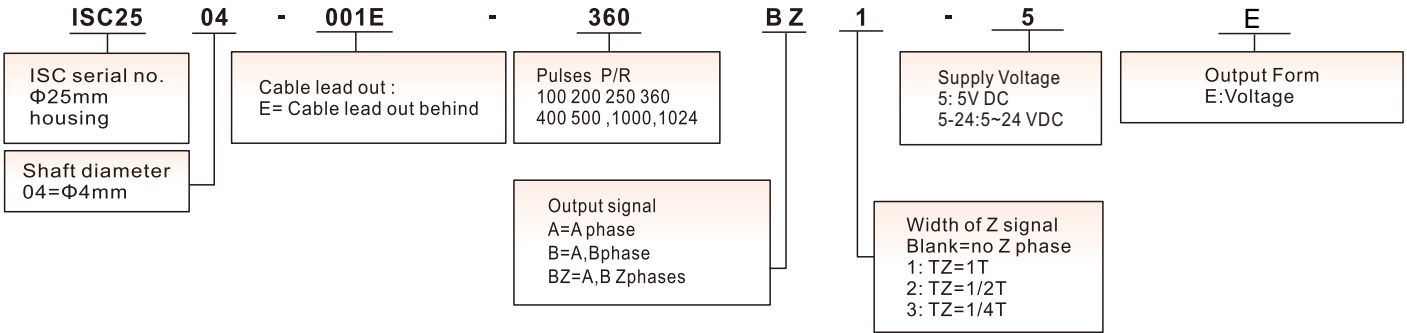 ISC25 04 - 001E - 360 BZ 1 - 5 E
ISC serial no.
Φ25mm
housing
Shaft diameter
04=Φ4mm
Cable lead out :
E= Cable lead out behind
Pulses P/R
100 200 250 360
400 500 ,1000,1024
Output signal
A=A phase
B=A,Bphase
BZ=A,B Zphases
Width of Z signal
Blank=no Z phase
1: TZ=1T
2: TZ=1/2T
3: TZ=1/4T
Supply Voltage
5: 5V DC
5-24:5~24 VDC
Output Form
E:Voltage